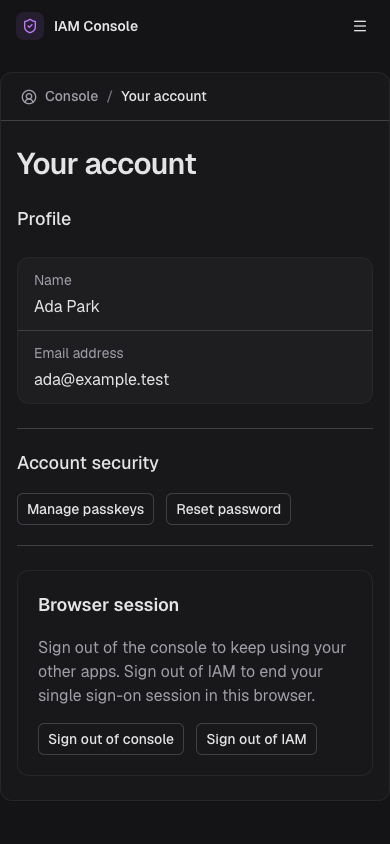 IAM Console
Console / Your account
Your account
Profile
Name
Ada Park
Email address
ada@example.test
Account security
Manage passkeys
Reset password
Browser session
Sign out of the console to keep using your
other apps. Sign out of IAM to end your
single sign-on session in this browser.
Sign out of console
Sign out of IAM